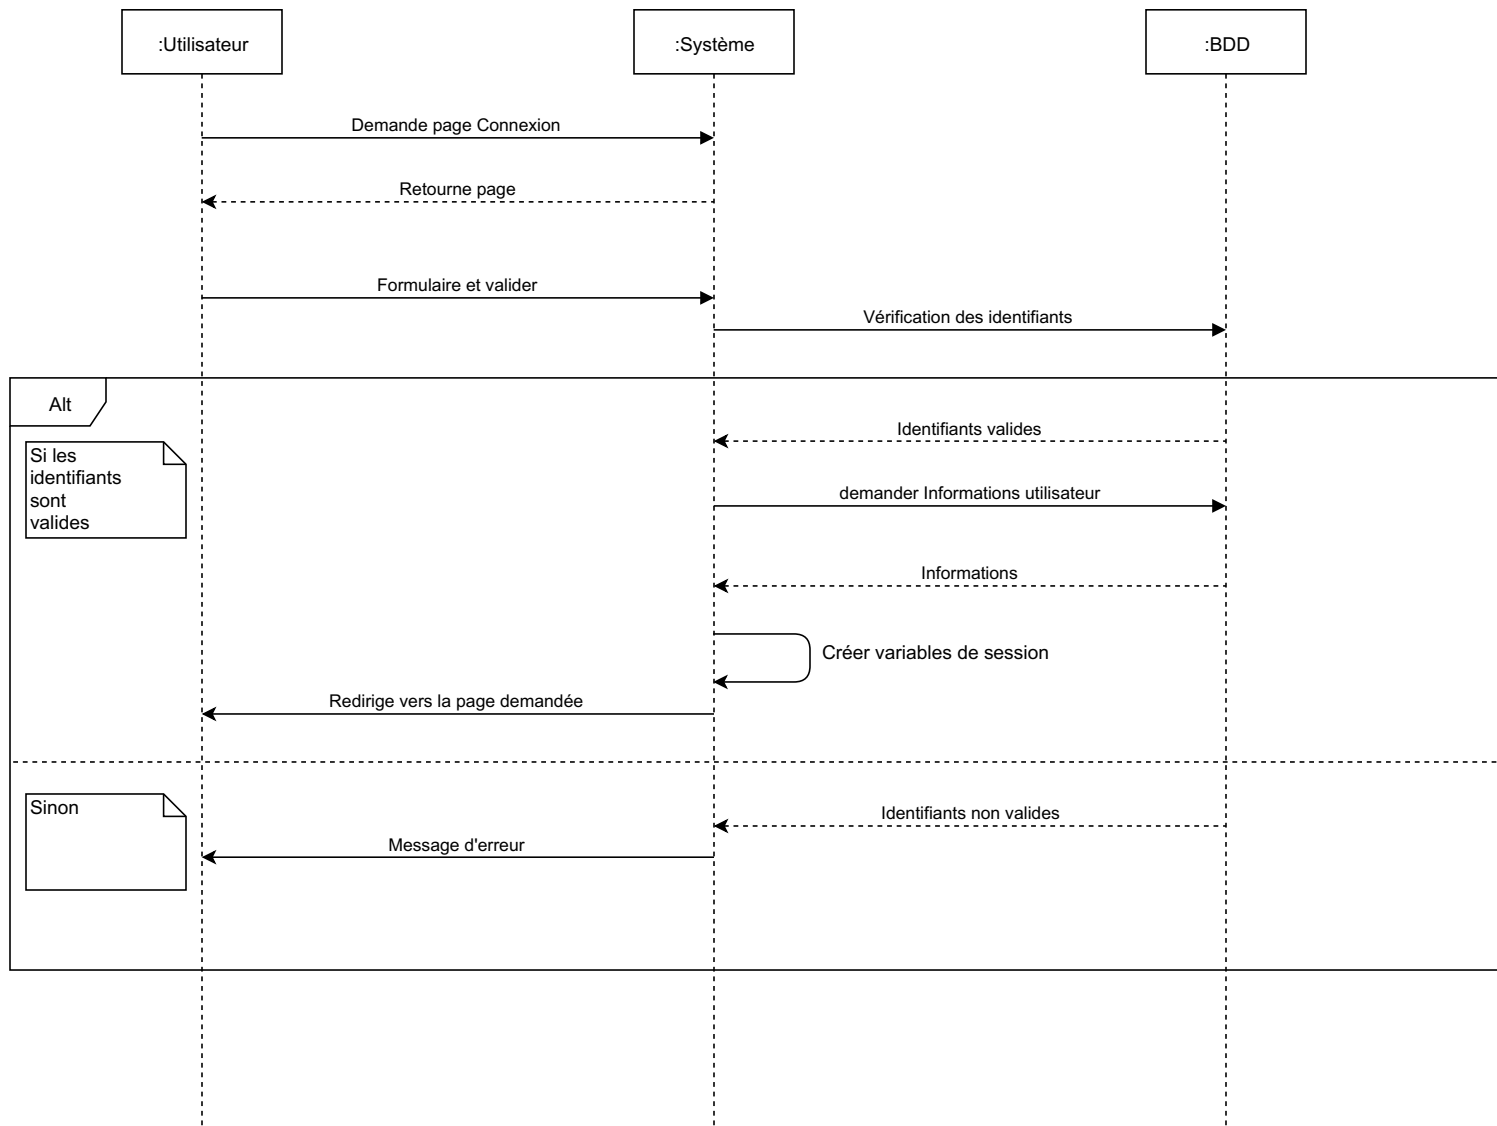 :Utilisateur
:Système
:BDD
Demande page Connexion
Retourne page
Formulaire et valider
Vérification des identifiants
Alt
Identifiants valides
Si les
identifiants
sont
valides
demander Informations utilisateur
Informations
Créer variables de session
Redirige vers la page demandée
Sinon
Identifiants non valides
Message d'erreur